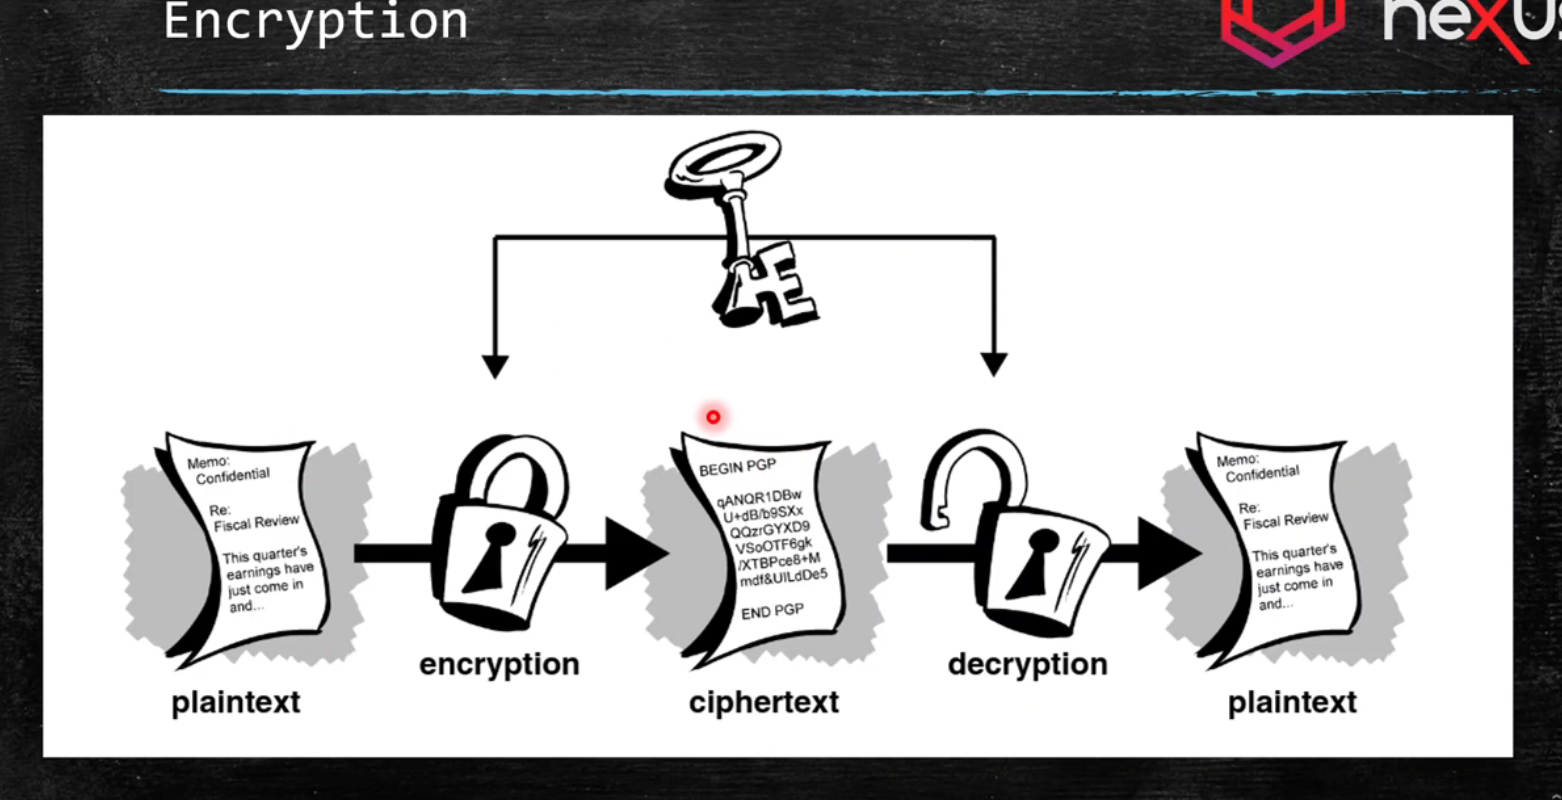 Encryption
neXUs
Memo:
Confidential
Re:
Fiscal Review
This quarter's
earnings have
just come in
and...
plaintext
encryption
BEGIN PGP
qANQR1DBw
U+dB/b9SXx
QQzrGYXD9
VSoOTF6gk
/XTBPce8+M
mdf&UILdDe5
END PGP
ciphertext
decryption
Memo:
Confidential
Re:
Fiscal Review
This quarter's
earnings have
just come in
and...
plaintext